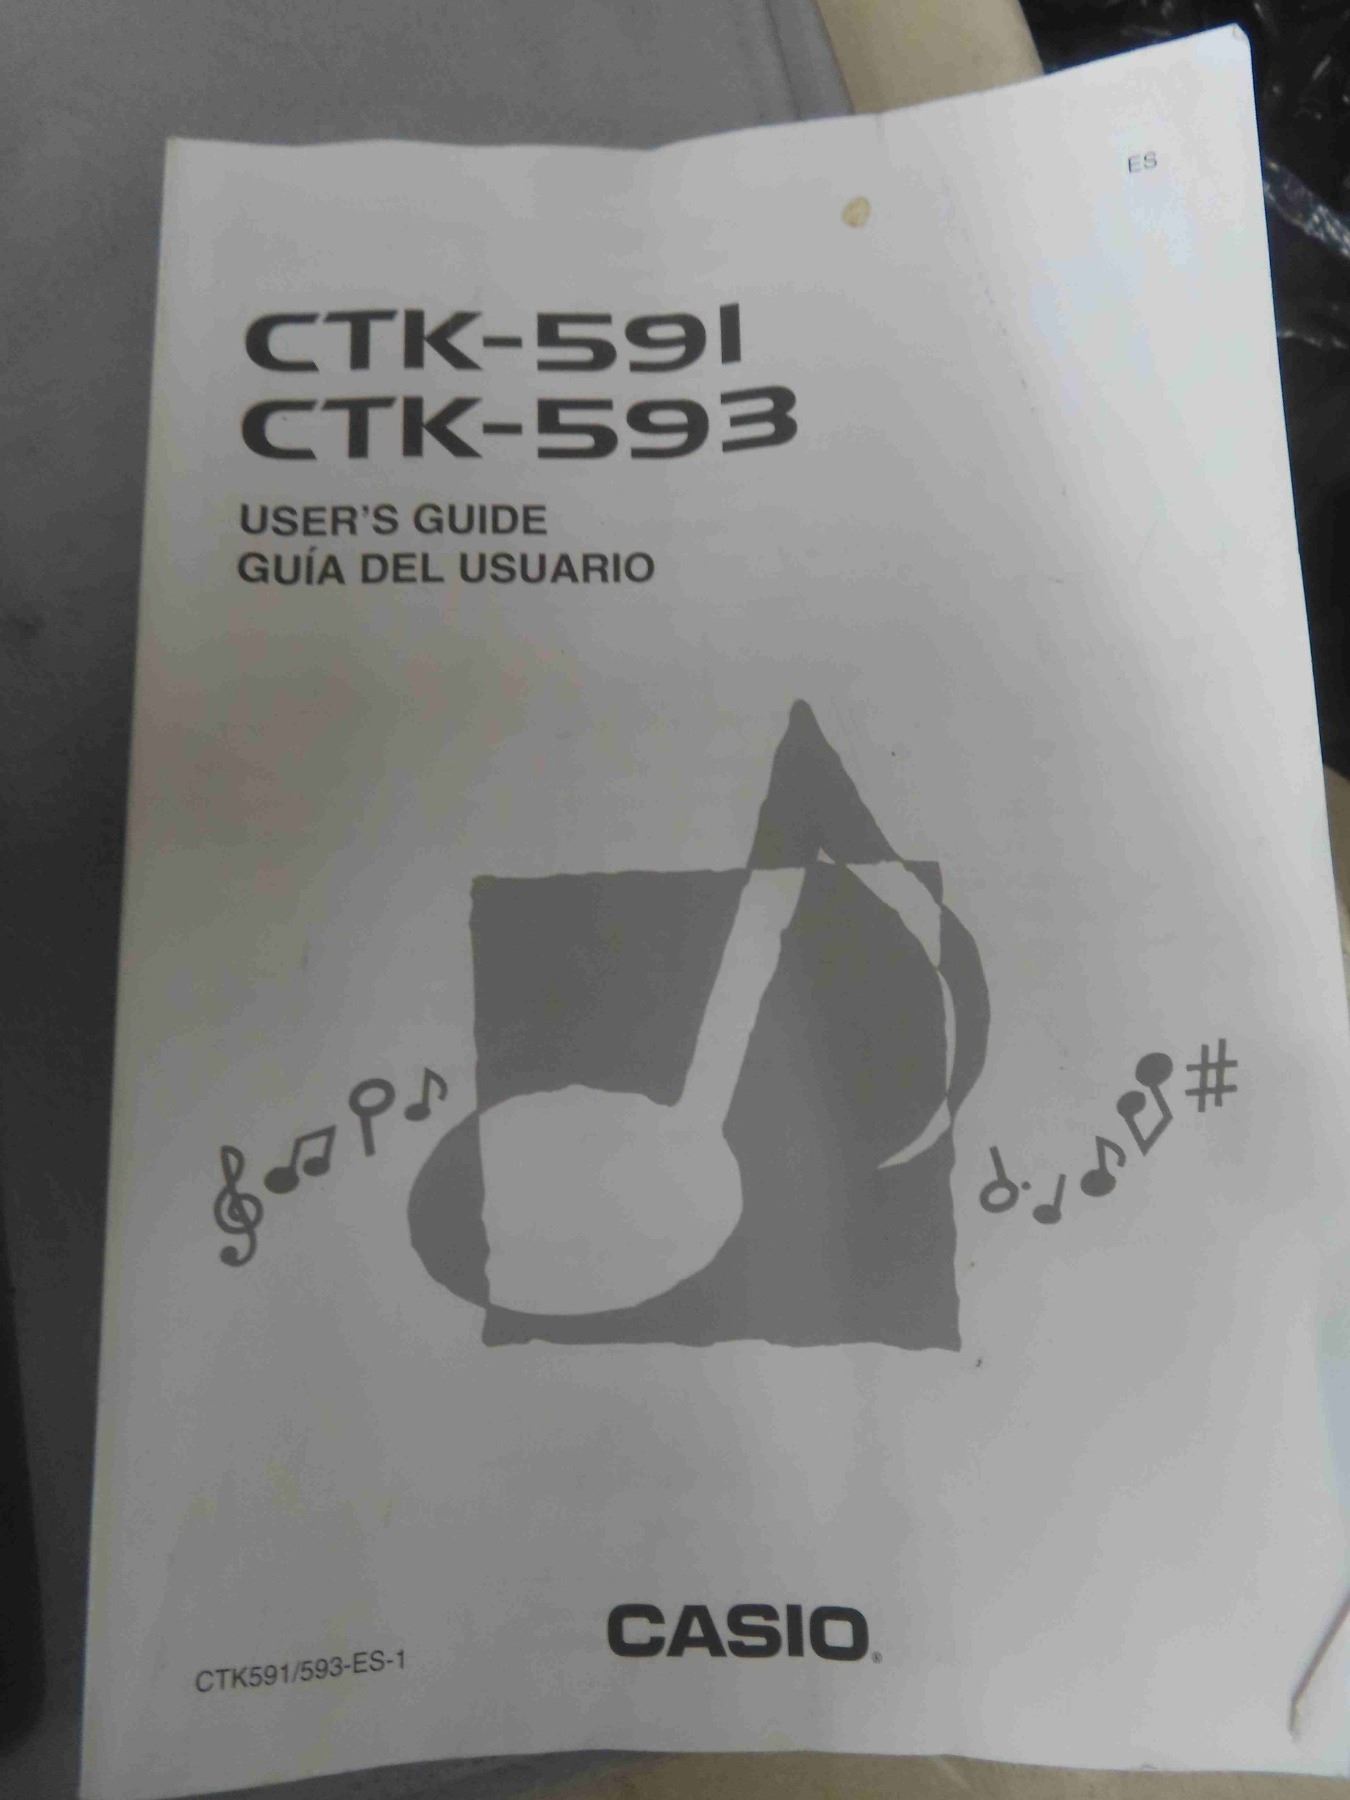 ES
CTK-591
CTK-593
USER'S GUIDE
GUÍA DEL USUARIO
CASIO®
CTK591/593-ES-1